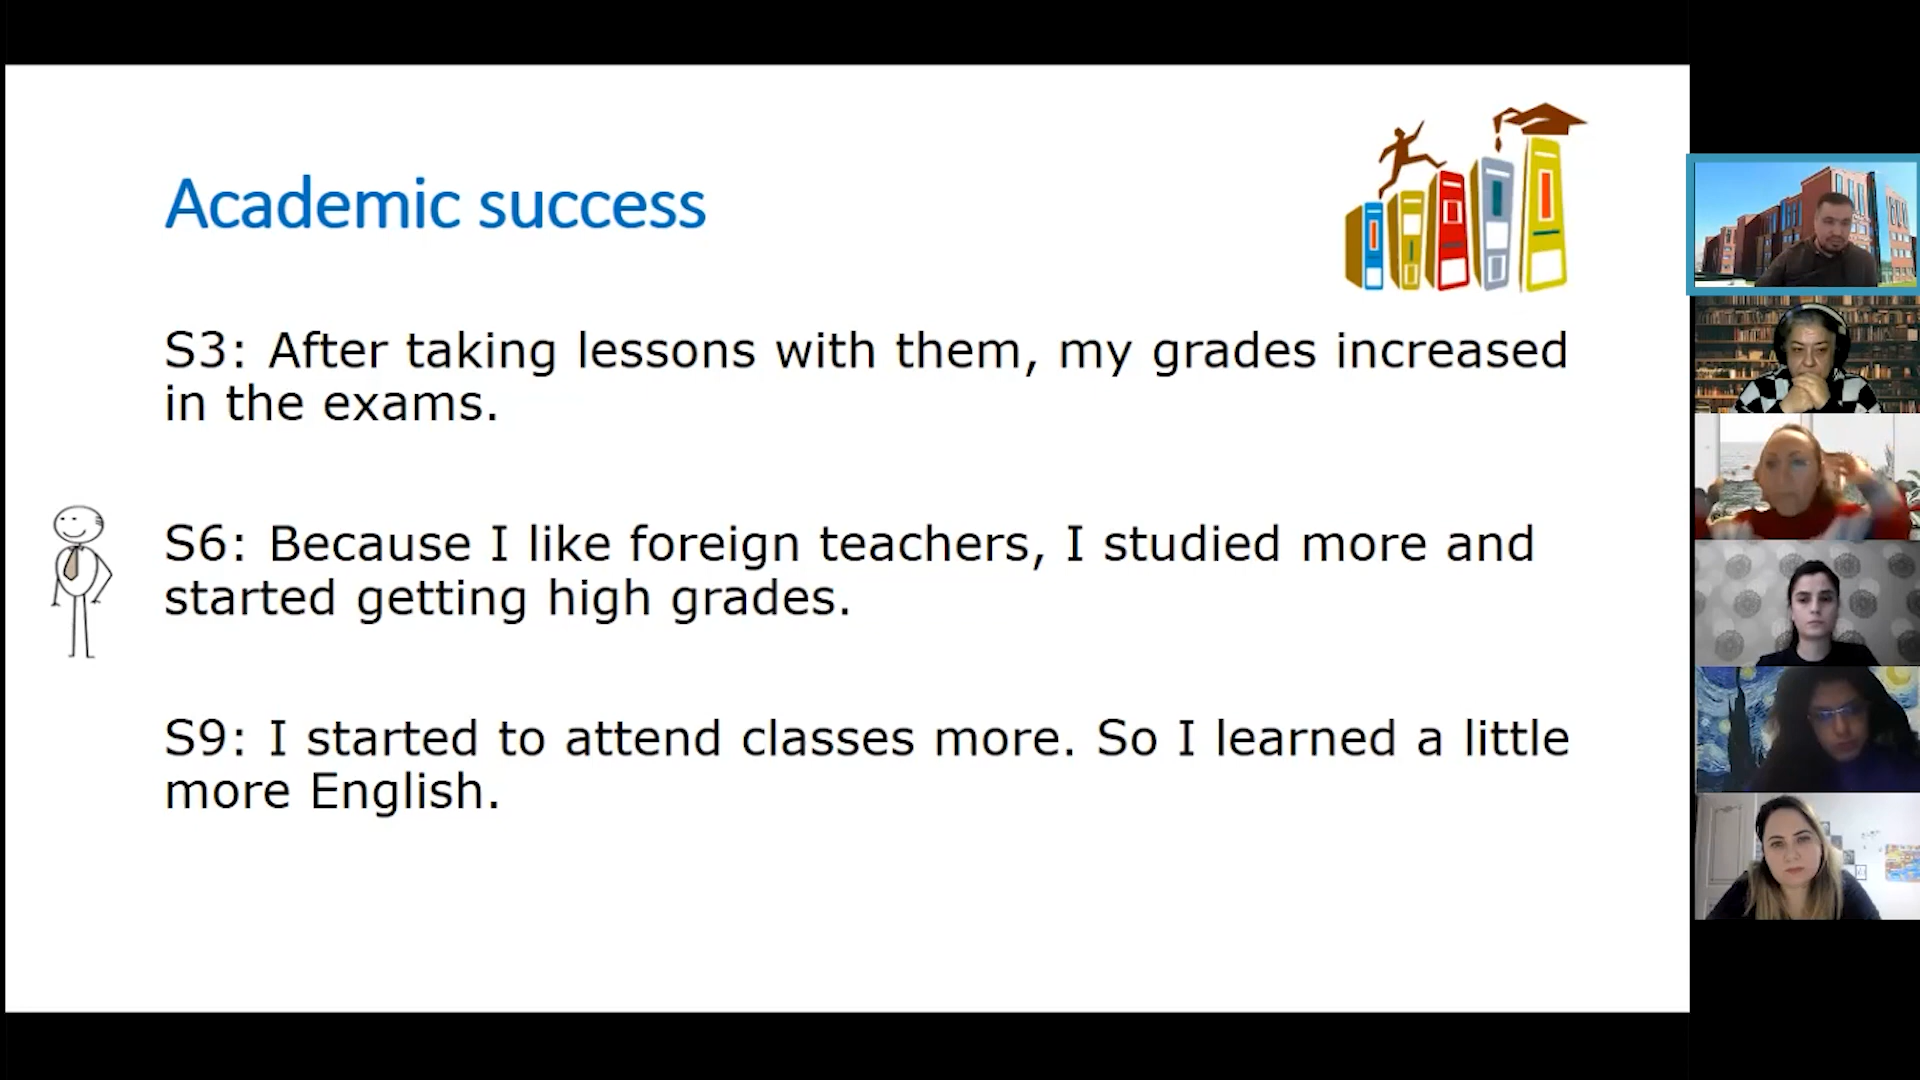 Academic success
S3: After taking lessons with them, my grades increased
in the exams.
S6: Because I like foreign teachers, I studied more and
started getting high grades.
S9: I started to attend classes more. So I learned a little
more English.